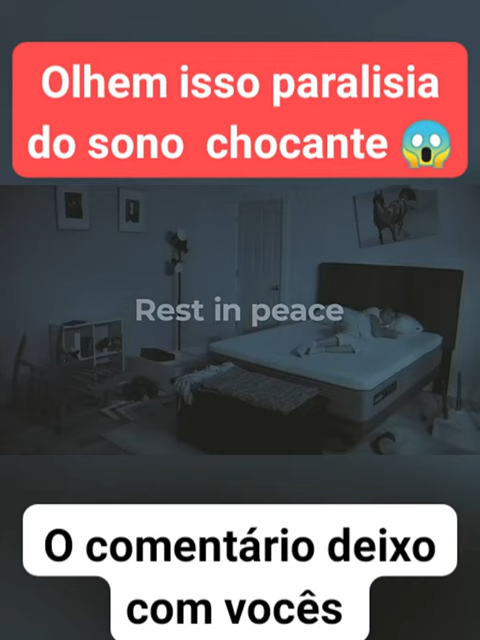 Olhem isso paralisia
do sono chocante 😱
Rest in peace
O comentário deixo
com vocês